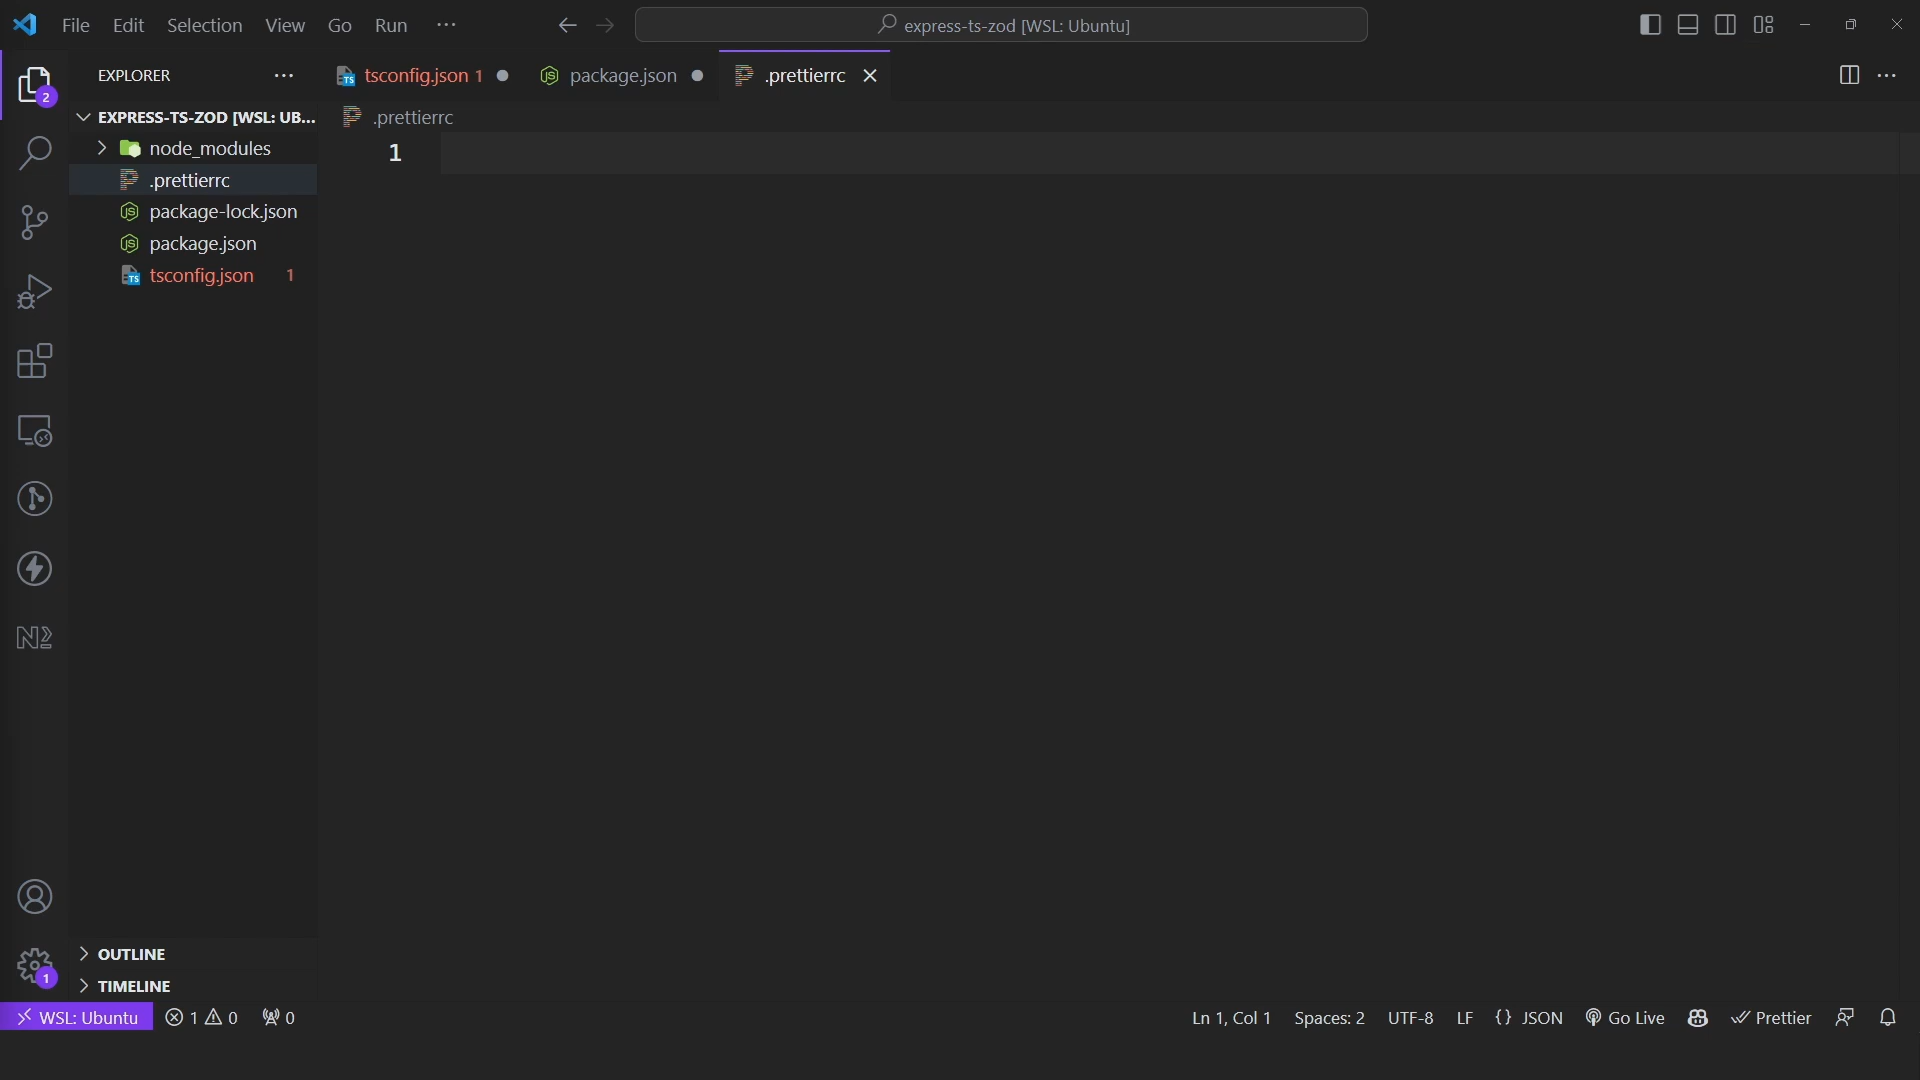 File Edit Selection View Go Run ···
express-ts-zod [WSL: Ubuntu]
EXPLORER ···
tsconfig.json 1
package.json
.prettierrc
2
EXPRESS-TS-ZOD [WSL: UB...
.prettierrc
node_modules
1
.prettierrc
package-lock.json
package.json
tsconfig.json 1
OUTLINE
1
TIMELINE
WSL: Ubuntu 1 0 0
Ln 1, Col 1 Spaces: 2 UTF-8 LF {} JSON Go Live Prettier